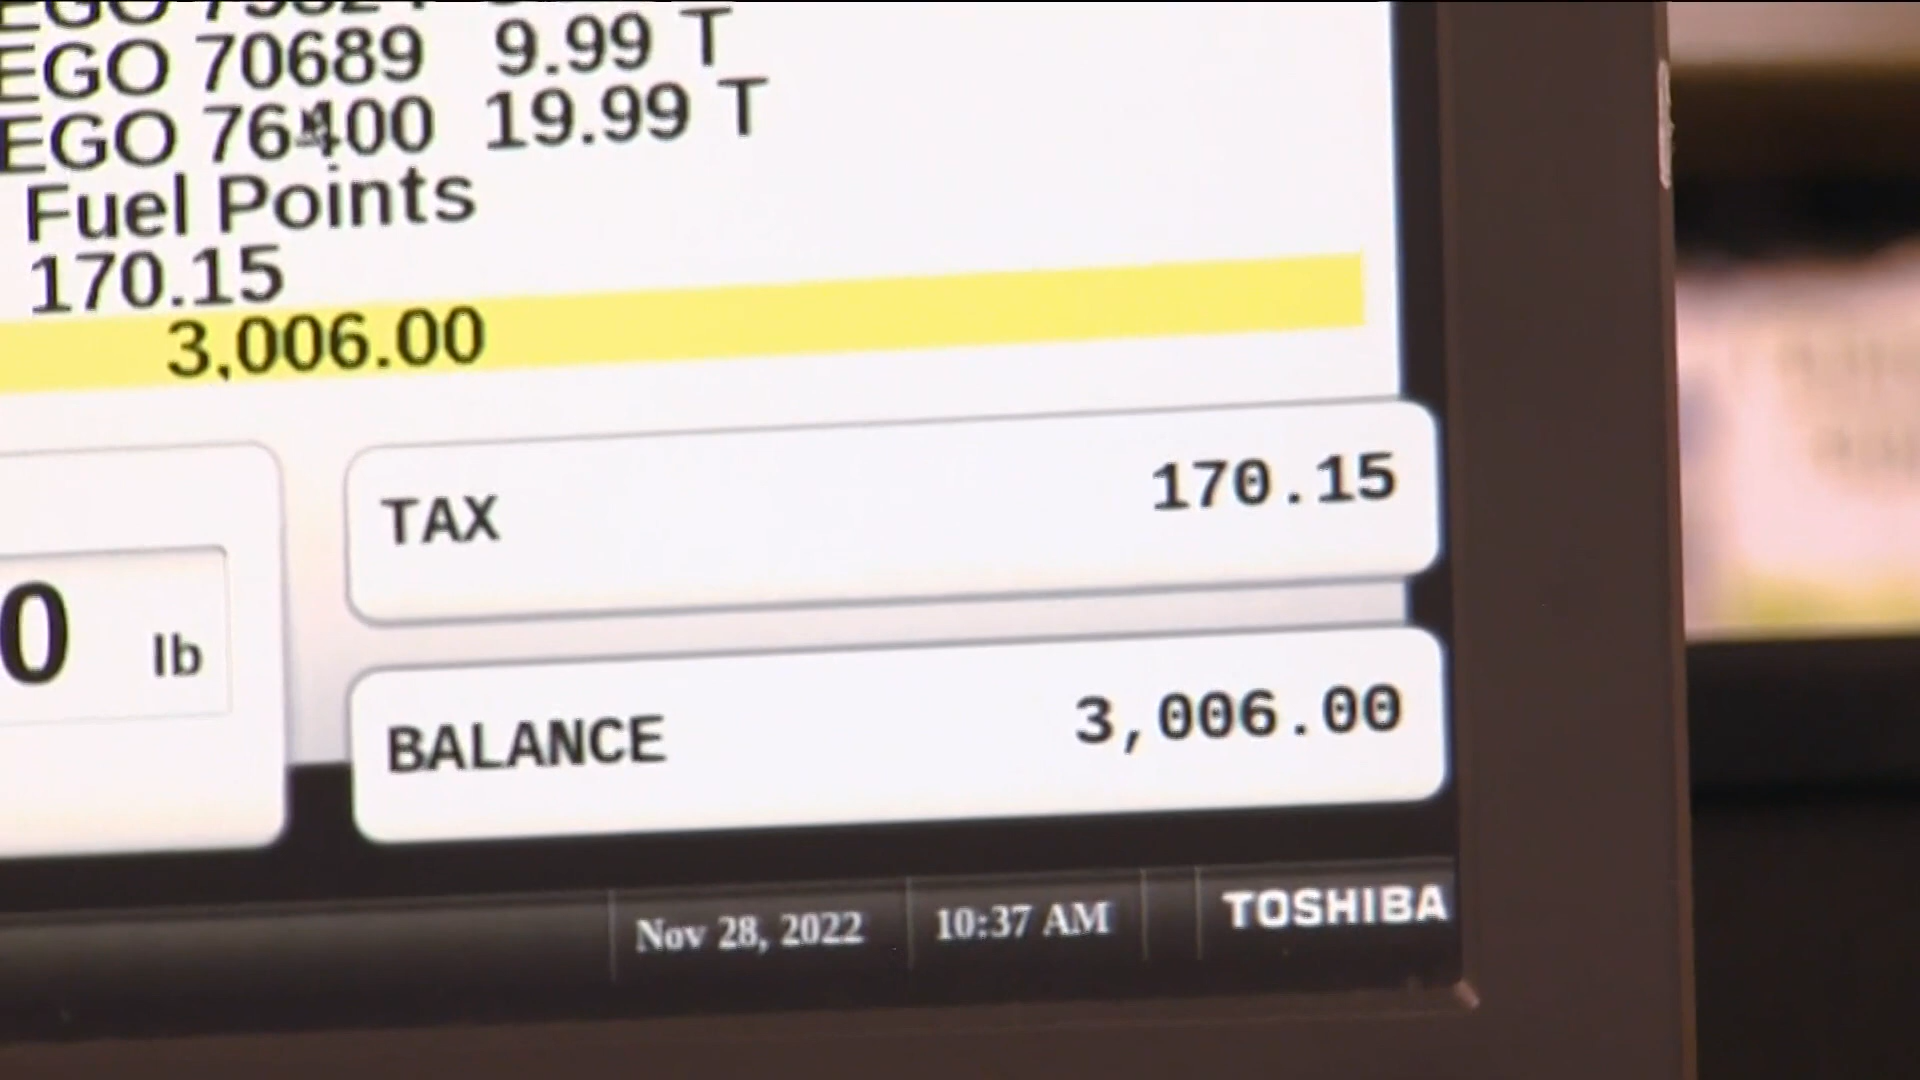 EGO 70689 9.99 T
EGO 76400 19.99 T
Fuel Points
170.15
3,006.00
TAX 170.15
0 lb
BALANCE 3,006.00
Nov 28, 2022 10:37 AM TOSHIBA